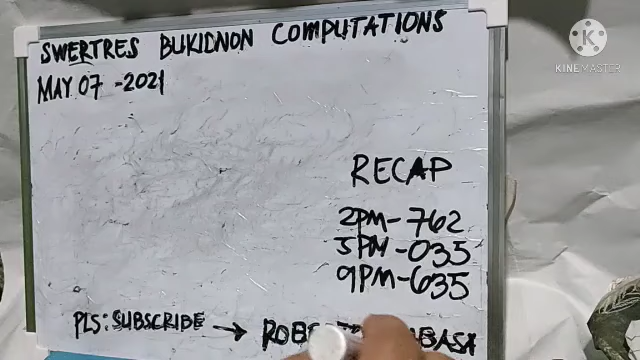 SWERTRES BUKIDNON COMPUTATIONS
MAY 07 -2021
KINEMASTER
RECAP
2PM-762
5PM-035
9PM-635
PLS: SUBSCRIBE →